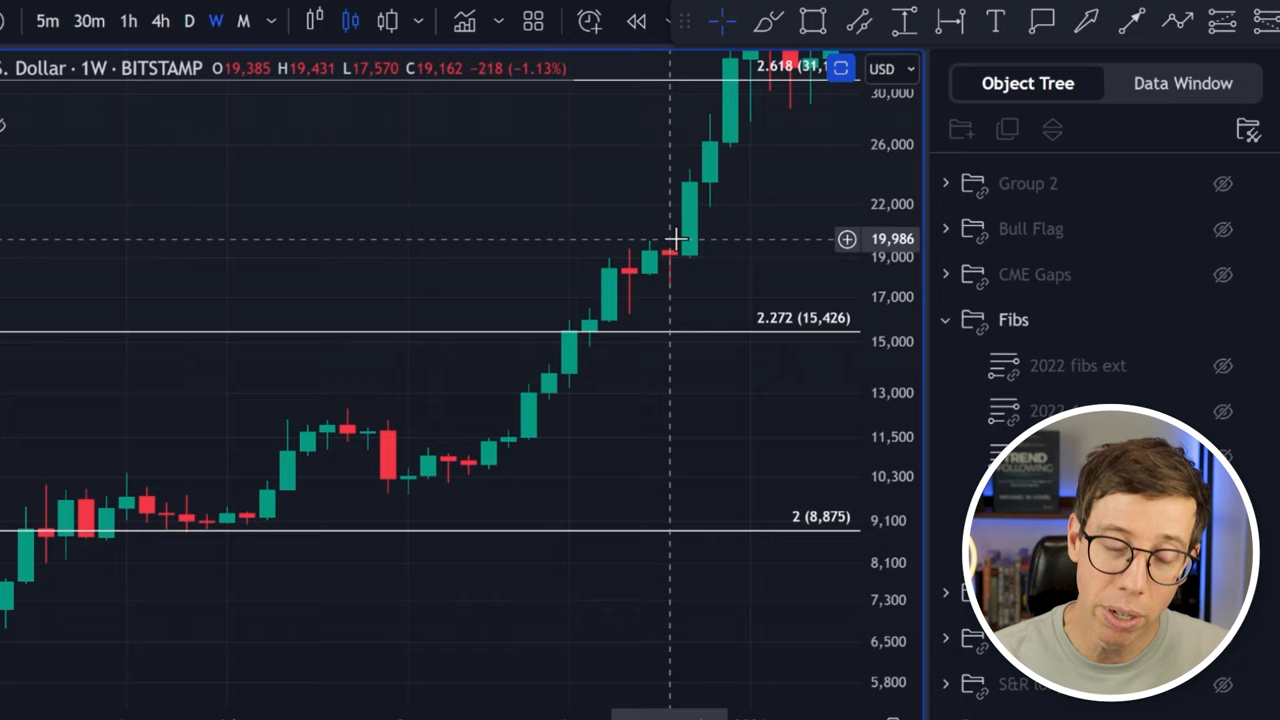 5m 30m 1h 4h D W M
S. Dollar · 1W · BITSTAMP O19,385 H19,431 L17,570 C19,162 −218 (−1.13%)
2.618 (31,1
USD
30,000
26,000
22,000
19,986
19,000
17,000
2.272 (15,426)
15,000
13,000
11,500
10,300
2 (8,875)
9,100
8,100
7,300
6,500
5,800
Object Tree
Data Window
Group 2
Bull Flag
CME Gaps
Fibs
2022 fibs ext
TREND
FOLLOWING